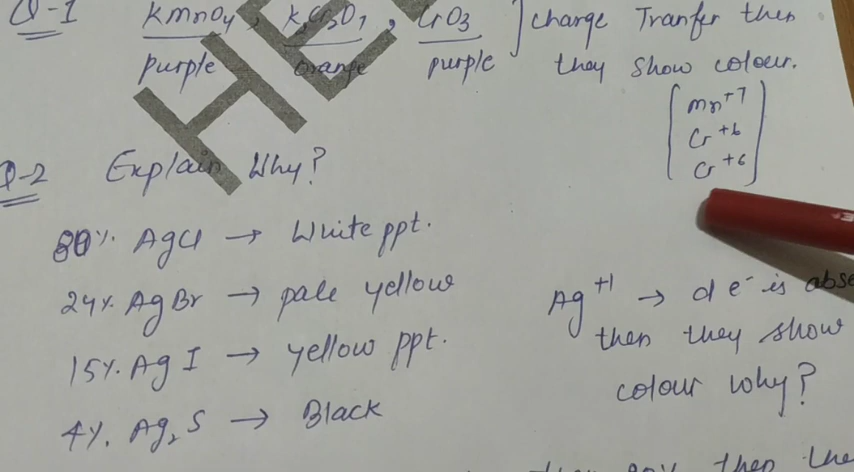 Q-1 KMnO4, K2Cr2O7, CrO3 ] charge Tranfer then
purple orange purple they show colour.
[Mn+7
Cr+6
Cr+6]
Q-2 Explain Why?
80%. AgCl → White ppt.
24%. AgBr → pale yellow
15%. AgI → yellow ppt.
4%. Ag2S → Black
Ag+1 → d e- is abse
then they show
colour why?
then the